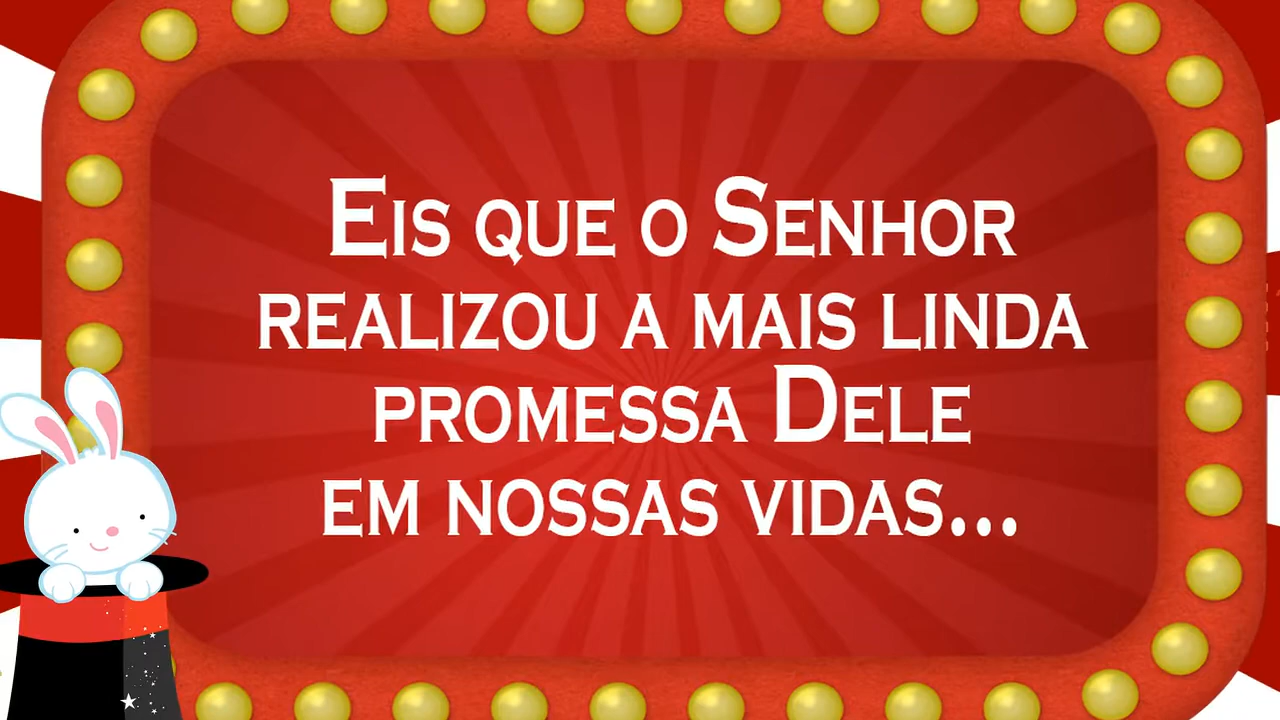 Eis que o Senhor
realizou a mais linda
promessa Dele
em nossas vidas...